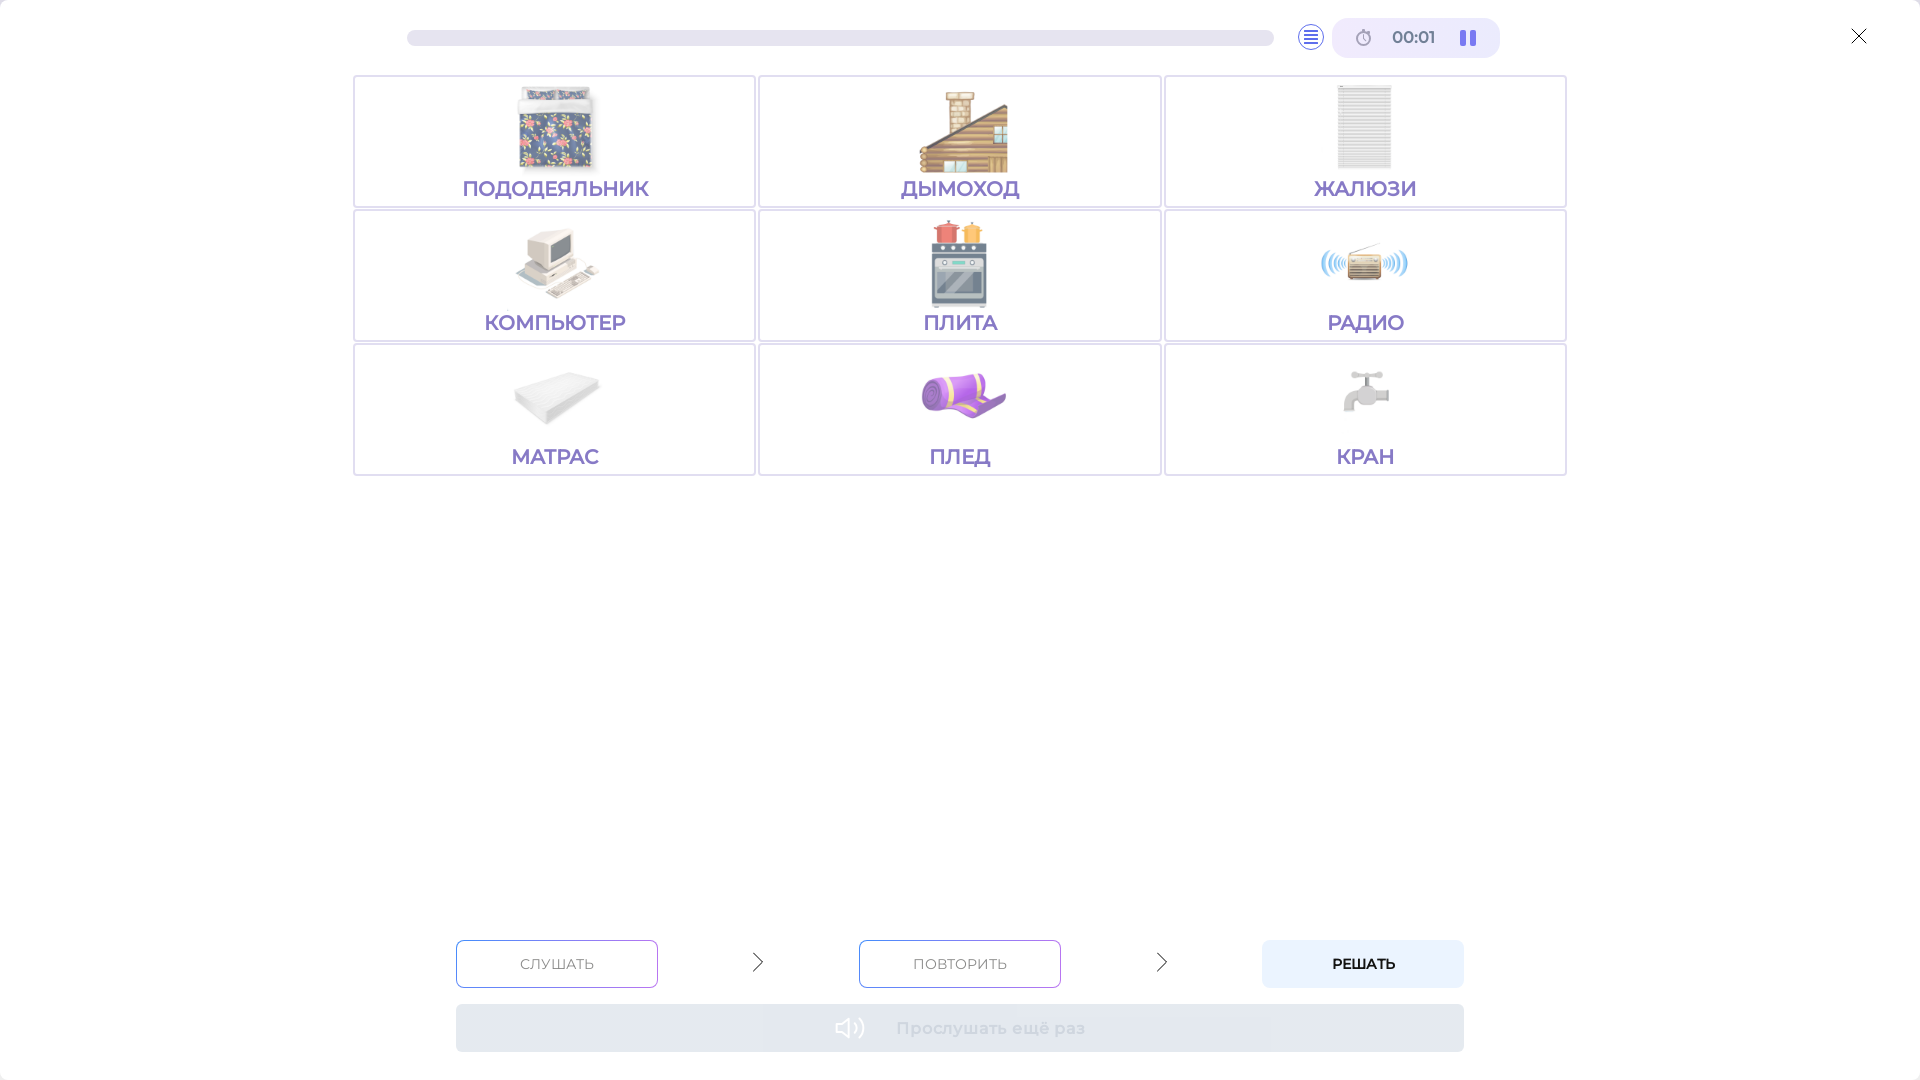 00:01
ПОДОДЕЯЛЬНИК
ДЫМОХОД
ЖАЛЮЗИ
КОМПЬЮТЕР
ПЛИТА
РАДИО
МАТРАС
ПЛЕД
КРАН
СЛУШАТЬ
ПОВТОРИТЬ
РЕШАТЬ
Прослушать ещё раз